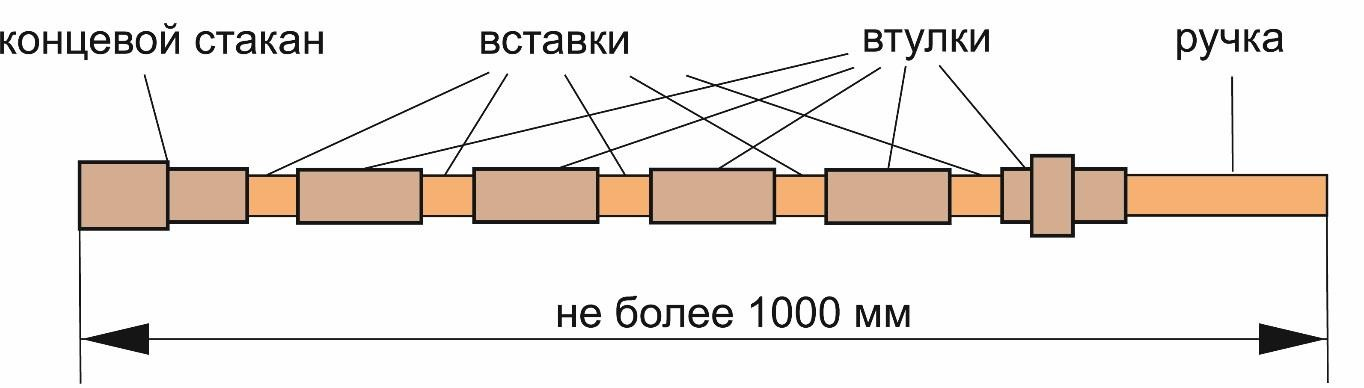 концевой стакан
вставки
втулки
ручка
не более 1000 мм